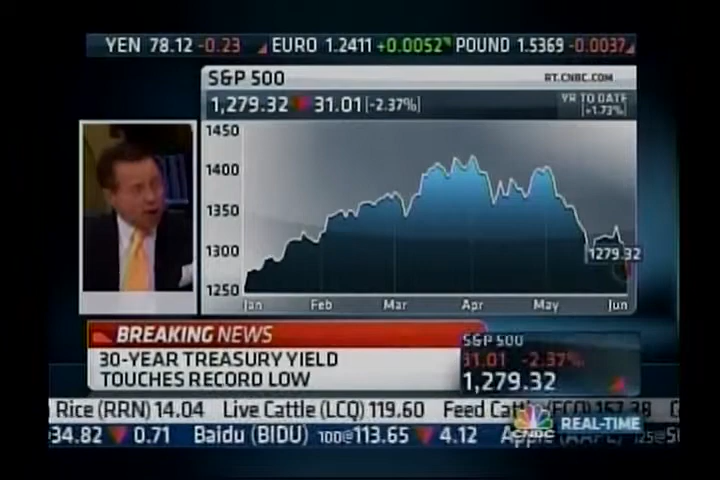 YEN 78.12 -0.23 EURO 1.2411 +0.0052 POUND 1.5369 -0.0037
S&P 500
RT.CNBC.COM
1,279.32 31.01 [-2.37%]
YR TO DATE
[+1.73%]
1450
1400
1350
1300
1250
1279.32
Jan Feb Mar Apr May Jun
BREAKING NEWS
30-YEAR TREASURY YIELD
TOUCHES RECORD LOW
S&P 500
31.01 -2.37%
1,279.32
Rice (RRN) 14.04 Live Cattle (LCQ) 119.60 Feed
34.82 0.71 Baidu (BIDU) 100@113.65 4.12
CNBC
REAL-TIME